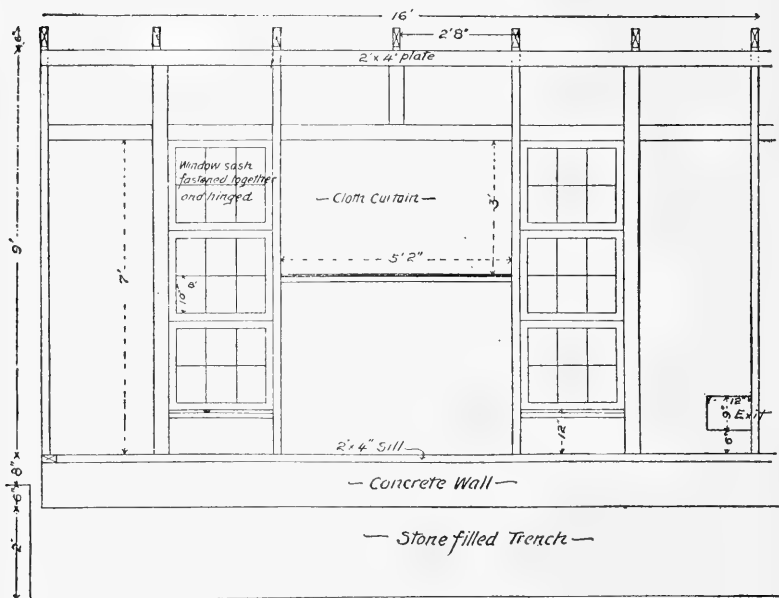 16'
6"
2'8"
2"x 4" plate
Window sash
fastened together
and hinged
— Cloth Curtain —
3'
9'
7'
5' 2"
10"
8"
12"
9"
Exit
12"
6"
2"x 4" Sill
8"
— Concrete Wall —
6"
— Stone filled Trench —
2'